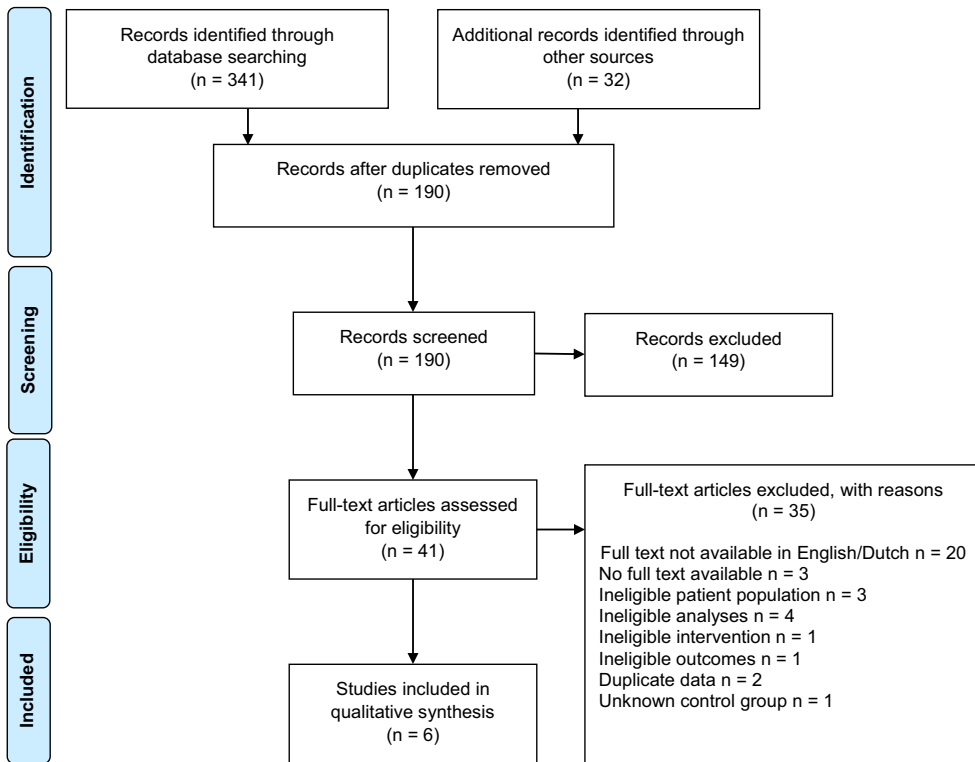 Identification
Records identified through
database searching
(n = 341)
Additional records identified through
other sources
(n = 32)
Records after duplicates removed
(n = 190)
Screening
Records screened
(n = 190)
Records excluded
(n = 149)
Eligibility
Full-text articles assessed
for eligibility
(n = 41)
Full-text articles excluded, with reasons
(n = 35)
Full text not available in English/Dutch n = 20
No full text available n = 3
Ineligible patient population n = 3
Ineligible analyses n = 4
Ineligible intervention n = 1
Ineligible outcomes n = 1
Duplicate data n = 2
Unknown control group n = 1
Included
Studies included in
qualitative synthesis
(n = 6)